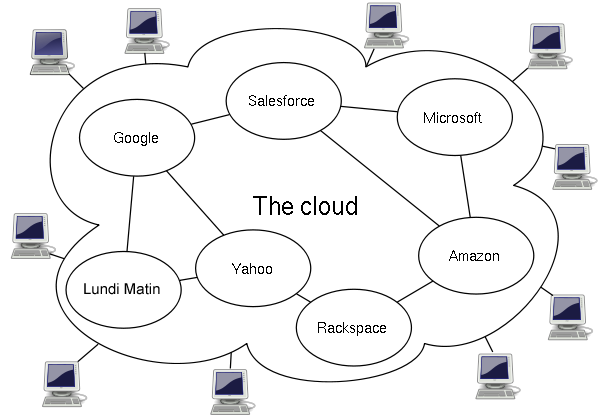 Salesforce
Google
Microsoft
The cloud
Yahoo
Amazon
Lundi Matin
Rackspace